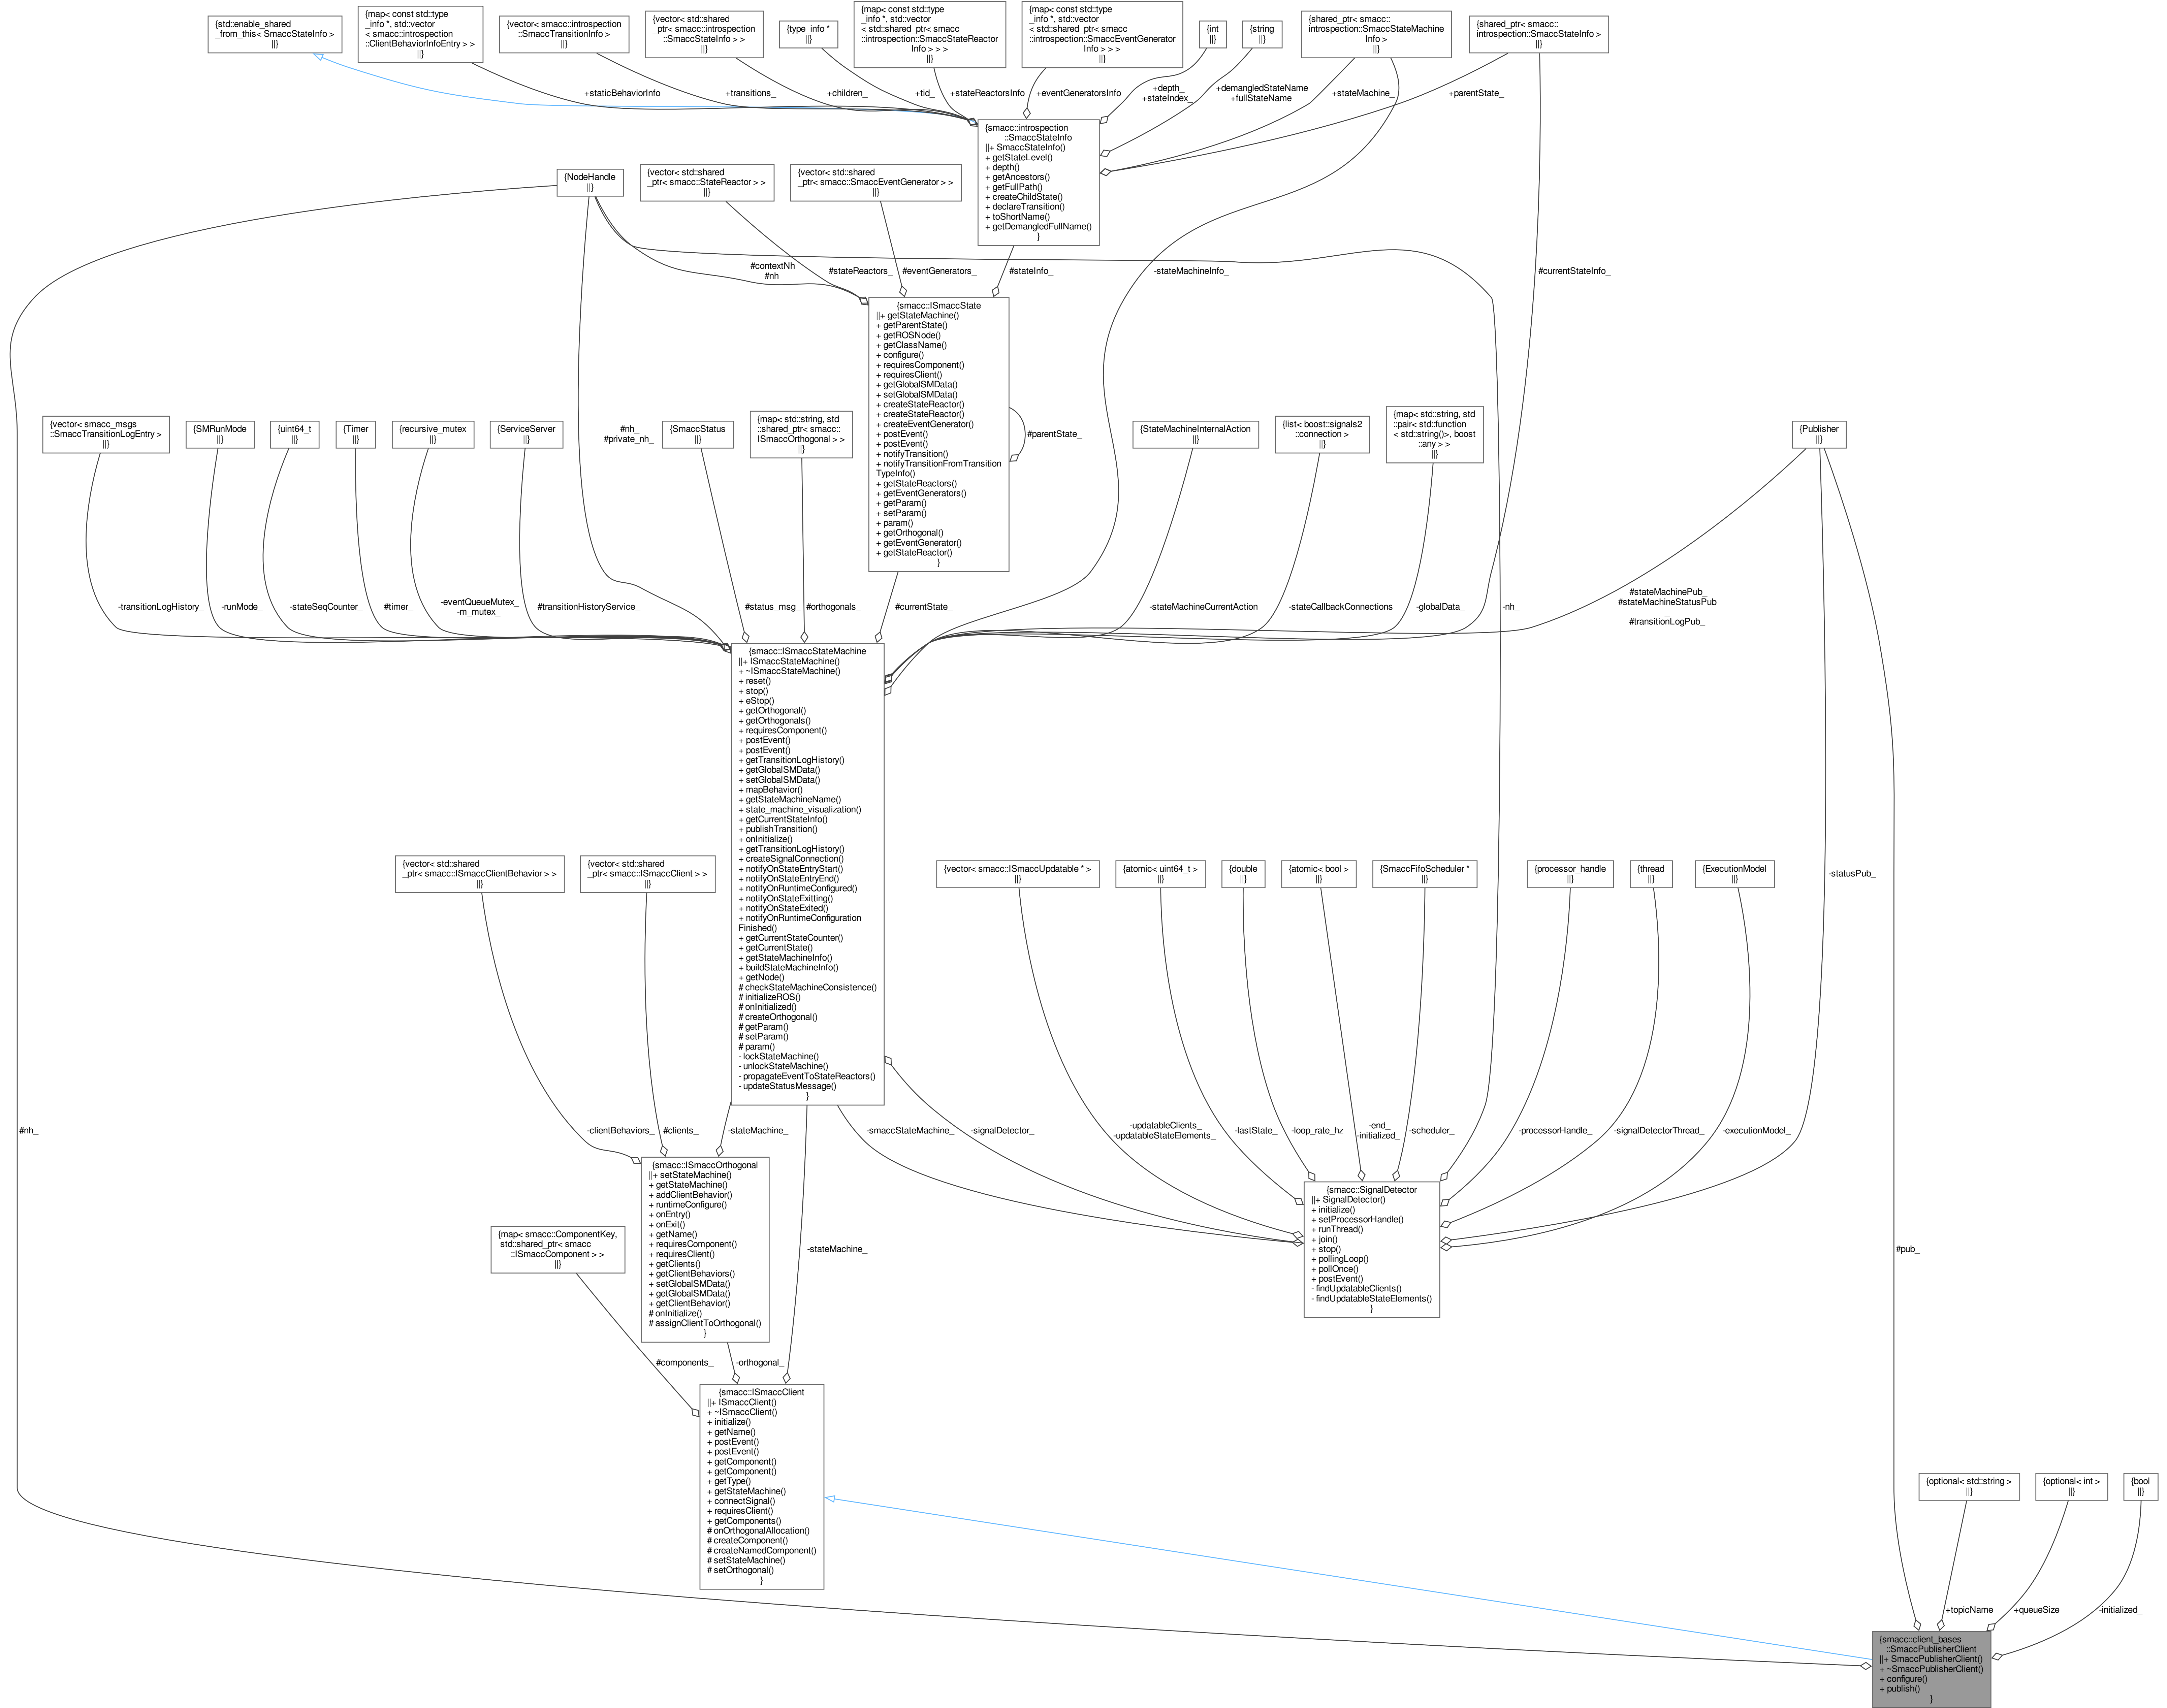 {std::enable_shared
_from_this< SmaccStateInfo >
||}
{map< const std::type
_info *, std::vector
< smacc::introspection
::ClientBehaviorInfoEntry > >
||}
{vector< smacc::introspection
::SmaccTransitionInfo >
||}
{vector< std::shared
_ptr< smacc::introspection
::SmaccStateInfo > >
||}
{type_info *
||}
{map< const std::type
_info *, std::vector
< std::shared_ptr< smacc
::introspection::SmaccStateReactor
Info > > >
||}
{map< const std::type
_info *, std::vector
< std::shared_ptr< smacc
::introspection::SmaccEventGenerator
Info > > >
||}
{int
||}
{string
||}
{shared_ptr< smacc::
introspection::SmaccStateMachine
Info >
||}
{shared_ptr< smacc::
introspection::SmaccStateInfo >
||}
+staticBehaviorInfo
+transitions_
+children_
+tid_
+stateReactorsInfo
+eventGeneratorsInfo
+depth_
+stateIndex_
+demangledStateName
+fullStateName
+stateMachine_
+parentState_
{smacc::introspection
::SmaccStateInfo
||+ SmaccStateInfo()
+ getStateLevel()
+ depth()
+ getAncestors()
+ getFullPath()
+ createChildState()
+ declareTransition()
+ toShortName()
+ getDemangledFullName()
}
{NodeHandle
||}
{vector< std::shared
_ptr< smacc::StateReactor > >
||}
{vector< std::shared
_ptr< smacc::SmaccEventGenerator > >
||}
#contextNh
#nh
#stateReactors_
#eventGenerators_
#stateInfo_
-stateMachineInfo_
#currentStateInfo_
{smacc::ISmaccState
||+ getStateMachine()
+ getParentState()
+ getROSNode()
+ getClassName()
+ configure()
+ requiresComponent()
+ requiresClient()
+ getGlobalSMData()
+ setGlobalSMData()
+ createStateReactor()
+ createStateReactor()
+ createEventGenerator()
+ postEvent()
+ postEvent()
+ notifyTransition()
+ notifyTransitionFromTransition
TypeInfo()
+ getStateReactors()
+ getEventGenerators()
+ getParam()
+ setParam()
+ param()
+ getOrthogonal()
+ getEventGenerator()
+ getStateReactor()
}
#parentState_
{vector< smacc_msgs
::SmaccTransitionLogEntry >
||}
{SMRunMode
||}
{uint64_t
||}
{Timer
||}
{recursive_mutex
||}
{ServiceServer
||}
#nh_
#private_nh_
{SmaccStatus
||}
{map< std::string, std
::shared_ptr< smacc::
ISmaccOrthogonal > >
||}
{StateMachineInternalAction
||}
{list< boost::signals2
::connection >
||}
{map< std::string, std
::pair< std::function
< std::string()>, boost
::any > >
||}
{Publisher
||}
-transitionLogHistory_
-runMode_
-stateSeqCounter_
#timer_
-eventQueueMutex_
-m_mutex_
#transitionHistoryService_
#status_msg_
#orthogonals_
#currentState_
-stateMachineCurrentAction
-stateCallbackConnections
-globalData_
-nh_
#stateMachinePub_
#stateMachineStatusPub
_
#transitionLogPub_
{smacc::ISmaccStateMachine
||+ ISmaccStateMachine()
+ ~ISmaccStateMachine()
+ reset()
+ stop()
+ eStop()
+ getOrthogonal()
+ getOrthogonals()
+ requiresComponent()
+ postEvent()
+ postEvent()
+ getTransitionLogHistory()
+ getGlobalSMData()
+ setGlobalSMData()
+ mapBehavior()
+ getStateMachineName()
+ state_machine_visualization()
+ getCurrentStateInfo()
+ publishTransition()
+ onInitialize()
+ getTransitionLogHistory()
+ createSignalConnection()
+ notifyOnStateEntryStart()
+ notifyOnStateEntryEnd()
+ notifyOnRuntimeConfigured()
+ notifyOnStateExitting()
+ notifyOnStateExited()
+ notifyOnRuntimeConfiguration
Finished()
+ getCurrentStateCounter()
+ getCurrentState()
+ getStateMachineInfo()
+ buildStateMachineInfo()
+ getNode()
# checkStateMachineConsistence()
# initializeROS()
# onInitialized()
# createOrthogonal()
# getParam()
# setParam()
# param()
- lockStateMachine()
- unlockStateMachine()
- propagateEventToStateReactors()
- updateStatusMessage()
}
{vector< std::shared
_ptr< smacc::ISmaccClientBehavior > >
||}
{vector< std::shared
_ptr< smacc::ISmaccClient > >
||}
{vector< smacc::ISmaccUpdatable * >
||}
{atomic< uint64_t >
||}
{double
||}
{atomic< bool >
||}
{SmaccFifoScheduler *
||}
{processor_handle
||}
{thread
||}
{ExecutionModel
||}
-statusPub_
#nh_
-clientBehaviors_
#clients_
-stateMachine_
-smaccStateMachine_
-signalDetector_
-updatableClients_
-updatableStateElements_
-lastState_
-loop_rate_hz
-end_
-initialized_
-scheduler_
-processorHandle_
-signalDetectorThread_
-executionModel_
{smacc::ISmaccOrthogonal
||+ setStateMachine()
+ getStateMachine()
+ addClientBehavior()
+ runtimeConfigure()
+ onEntry()
+ onExit()
+ getName()
+ requiresComponent()
+ requiresClient()
+ getClients()
+ getClientBehaviors()
+ setGlobalSMData()
+ getGlobalSMData()
+ getClientBehavior()
# onInitialize()
# assignClientToOrthogonal()
}
{smacc::SignalDetector
||+ SignalDetector()
+ initialize()
+ setProcessorHandle()
+ runThread()
+ join()
+ stop()
+ pollingLoop()
+ pollOnce()
+ postEvent()
- findUpdatableClients()
- findUpdatableStateElements()
}
{map< smacc::ComponentKey,
std::shared_ptr< smacc
::ISmaccComponent > >
||}
-stateMachine_
#pub_
#components_
-orthogonal_
{smacc::ISmaccClient
||+ ISmaccClient()
+ ~ISmaccClient()
+ initialize()
+ getName()
+ postEvent()
+ postEvent()
+ getComponent()
+ getComponent()
+ getType()
+ getStateMachine()
+ connectSignal()
+ requiresClient()
+ getComponents()
# onOrthogonalAllocation()
# createComponent()
# createNamedComponent()
# setStateMachine()
# setOrthogonal()
}
{optional< std::string >
||}
{optional< int >
||}
{bool
||}
+topicName
+queueSize
-initialized_
{smacc::client_bases
::SmaccPublisherClient
||+ SmaccPublisherClient()
+ ~SmaccPublisherClient()
+ configure()
+ publish()
}